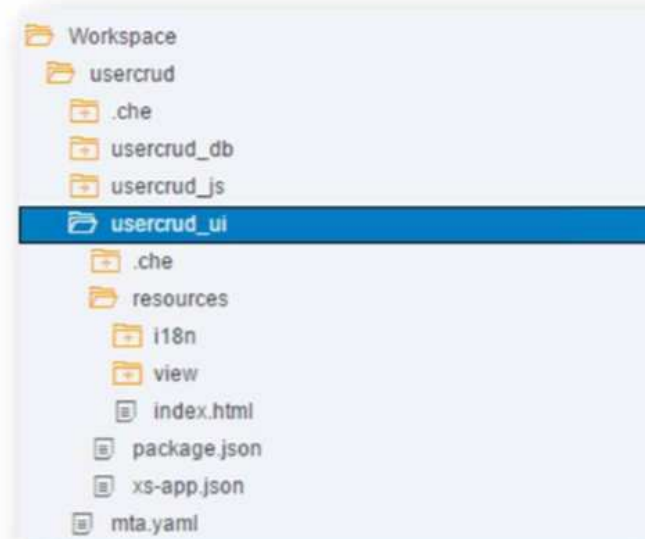 Workspace
usercrud
.che
usercrud_db
usercrud_js
usercrud_ui
.che
resources
i18n
view
index.html
package.json
xs-app.json
mta.yaml